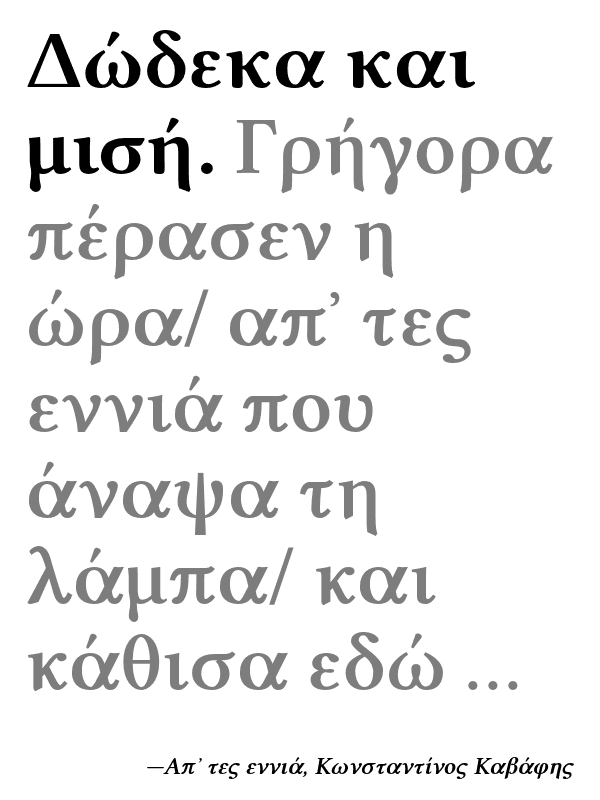 Δώδεκα και
μισή. Γρήγορα
πέρασεν η
ώρα/ απ’ τες
εννιά που
άναψα τη
λάμπα/ και
κάθισα εδώ ...
—Απ’ τες εννιά, Κωνσταντίνος Καβάφης